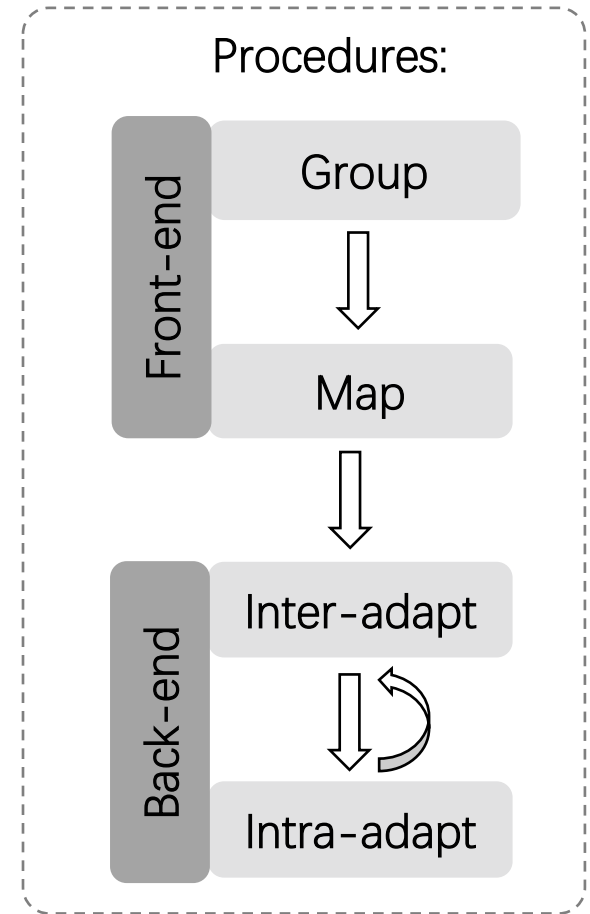 Procedures:
Front-end
Group
Map
Back-end
Inter-adapt
Intra-adapt